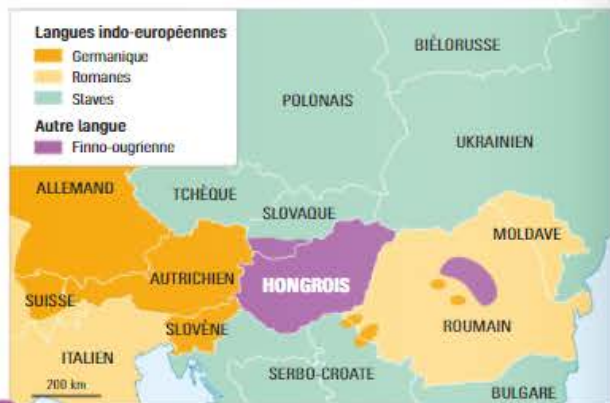 Langues indo-européennes
Germanique
Romanes
Slaves
Autre langue
Finno-ougrienne
BIÉLORUSSE
POLONAIS
UKRAINIEN
ALLEMAND
TCHÈQUE
SLOVAQUE
MOLDAVE
AUTRICHIEN
HONGROIS
SUISSE
SLOVÈNE
ROUMAIN
ITALIEN
SERBO-CROATE
200 km
BULGARE